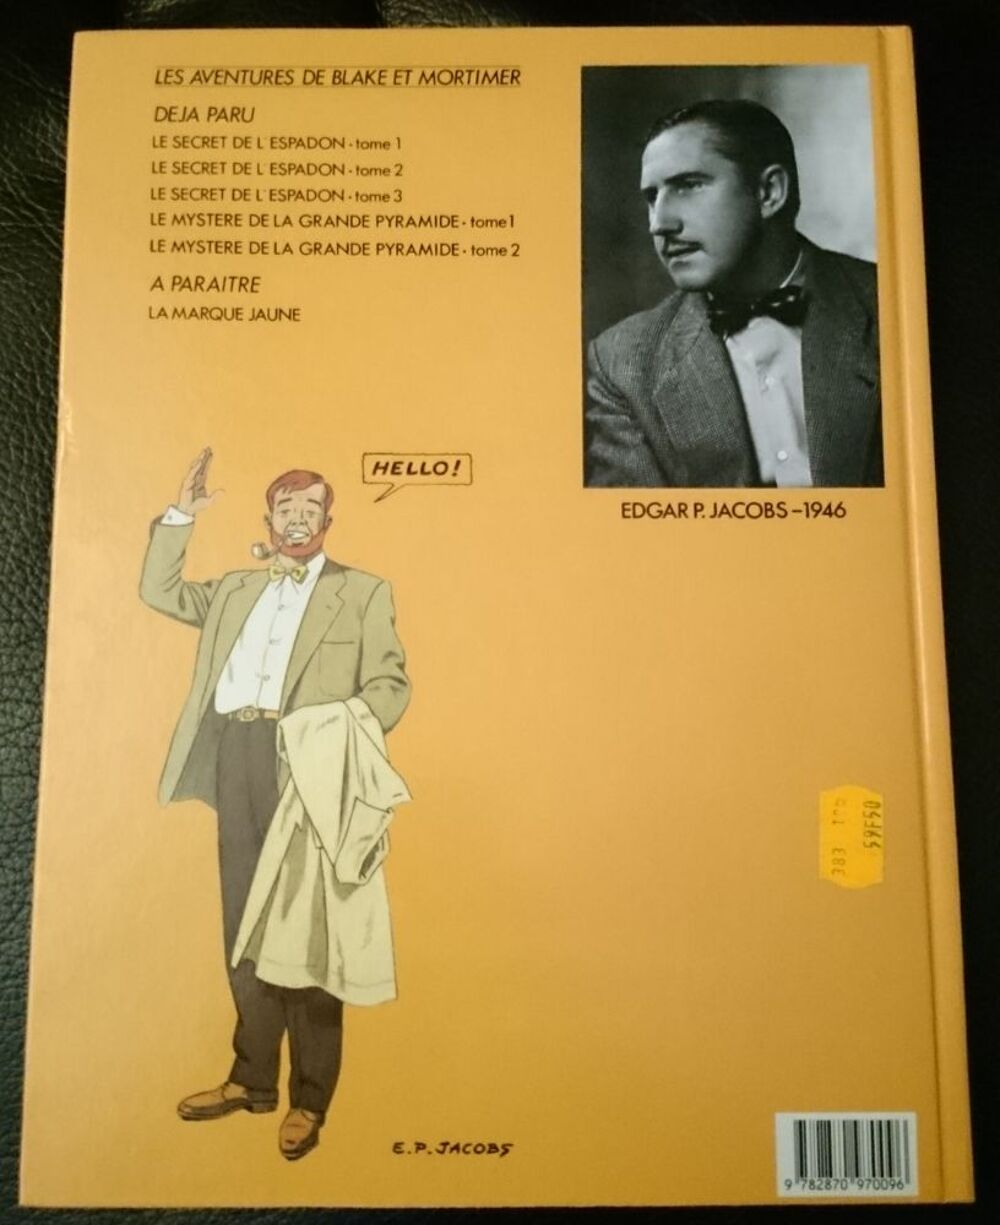 LES AVENTURES DE BLAKE ET MORTIMER
DEJA PARU
LE SECRET DE L'ESPADON • tome 1
LE SECRET DE L'ESPADON • tome 2
LE SECRET DE L'ESPADON • tome 3
LE MYSTERE DE LA GRANDE PYRAMIDE • tome 1
LE MYSTERE DE LA GRANDE PYRAMIDE • tome 2
A PARAITRE
LA MARQUE JAUNE
EDGAR P. JACOBS – 1946
HELLO!
383
59F50
E.P. JACOBS
9 782870 970096